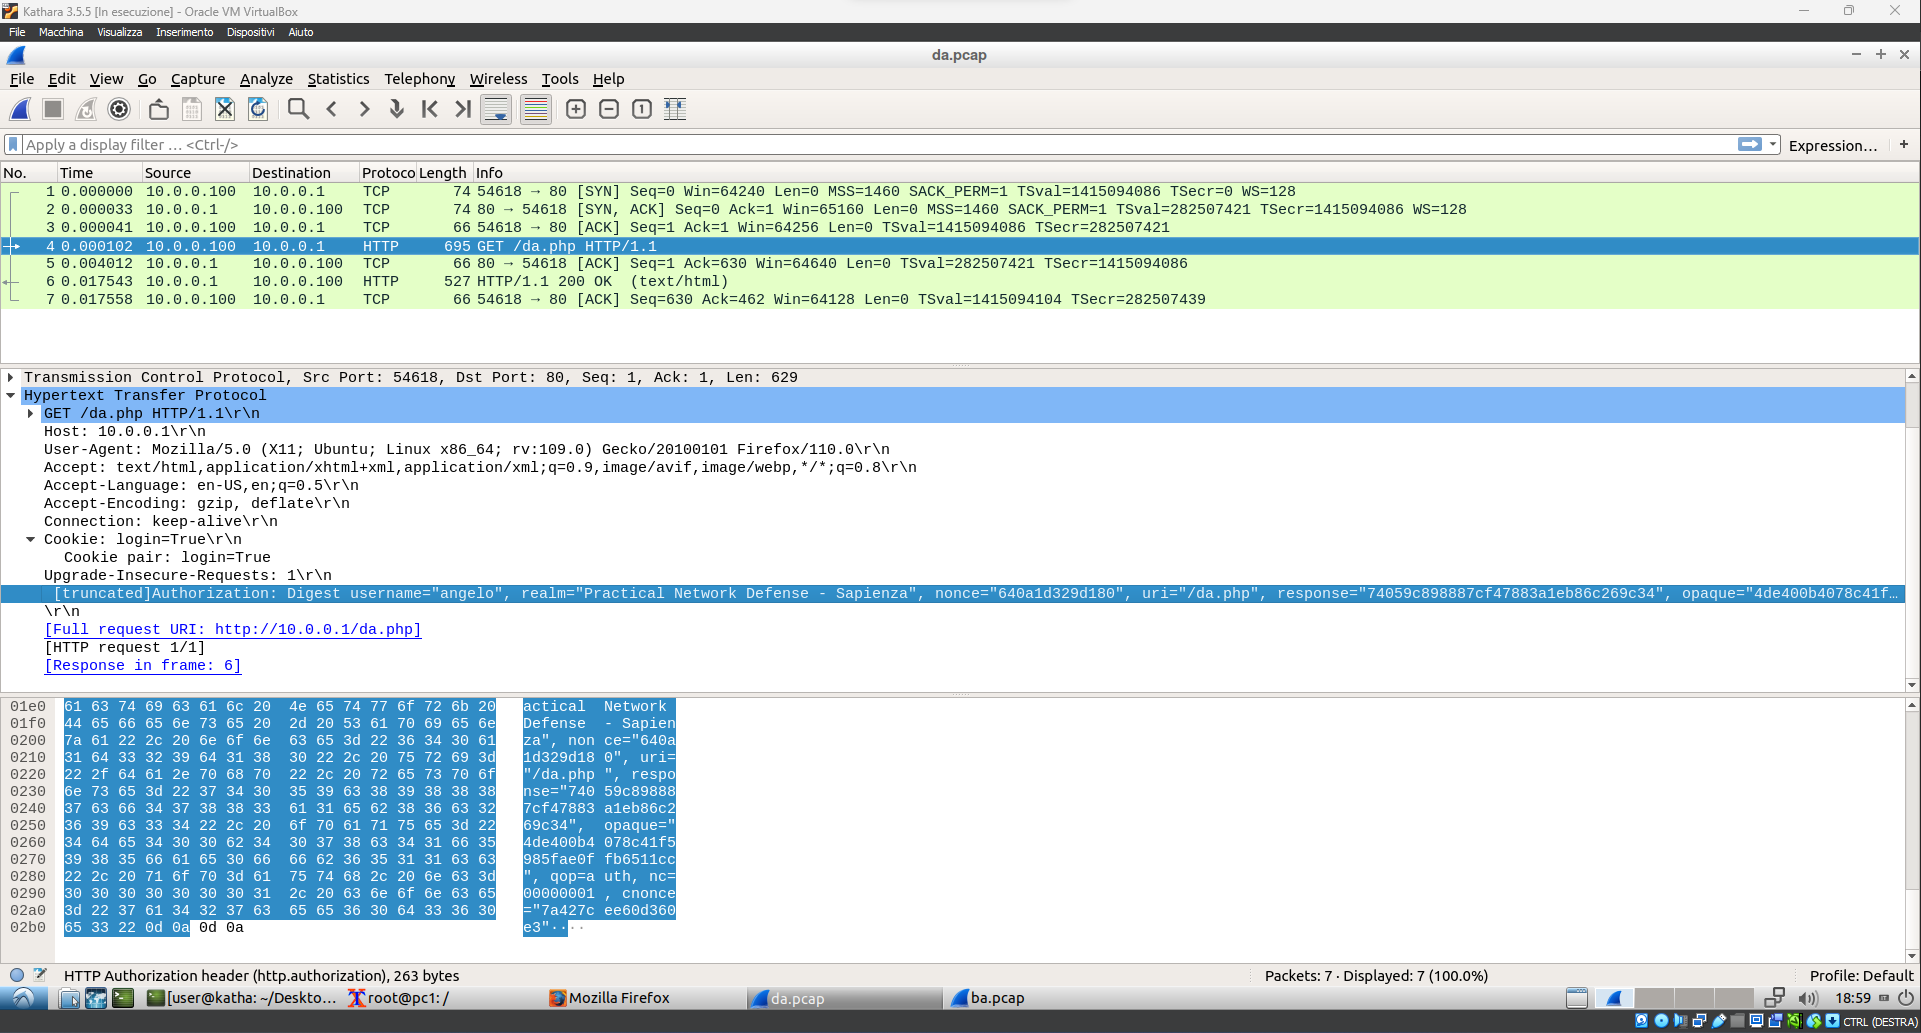 Kathara 3.5.5 [In esecuzione] - Oracle VM VirtualBox
File Macchina Visualizza Inserimento Dispositivi Aiuto
da.pcap
File Edit View Go Capture Analyze Statistics Telephony Wireless Tools Help
Apply a display filter … <Ctrl-/> Expression… +
No. Time Source Destination Protoco Length Info
1 0.000000 10.0.0.100 10.0.0.1 TCP 74 54618 → 80 [SYN] Seq=0 Win=64240 Len=0 MSS=1460 SACK_PERM=1 TSval=1415094086 TSecr=0 WS=128
2 0.000033 10.0.0.1 10.0.0.100 TCP 74 80 → 54618 [SYN, ACK] Seq=0 Ack=1 Win=65160 Len=0 MSS=1460 SACK_PERM=1 TSval=282507421 TSecr=1415094086 WS=128
3 0.000041 10.0.0.100 10.0.0.1 TCP 66 54618 → 80 [ACK] Seq=1 Ack=1 Win=64256 Len=0 TSval=1415094086 TSecr=282507421
4 0.000102 10.0.0.100 10.0.0.1 HTTP 695 GET /da.php HTTP/1.1
5 0.004012 10.0.0.1 10.0.0.100 TCP 66 80 → 54618 [ACK] Seq=1 Ack=630 Win=64640 Len=0 TSval=282507421 TSecr=1415094086
6 0.017543 10.0.0.1 10.0.0.100 HTTP 527 HTTP/1.1 200 OK  (text/html)
7 0.017558 10.0.0.100 10.0.0.1 TCP 66 54618 → 80 [ACK] Seq=630 Ack=462 Win=64128 Len=0 TSval=1415094104 TSecr=282507439
Transmission Control Protocol, Src Port: 54618, Dst Port: 80, Seq: 1, Ack: 1, Len: 629
Hypertext Transfer Protocol
GET /da.php HTTP/1.1\r\n
Host: 10.0.0.1\r\n
User-Agent: Mozilla/5.0 (X11; Ubuntu; Linux x86_64; rv:109.0) Gecko/20100101 Firefox/110.0\r\n
Accept: text/html,application/xhtml+xml,application/xml;q=0.9,image/avif,image/webp,*/*;q=0.8\r\n
Accept-Language: en-US,en;q=0.5\r\n
Accept-Encoding: gzip, deflate\r\n
Connection: keep-alive\r\n
Cookie: login=True\r\n
Cookie pair: login=True
Upgrade-Insecure-Requests: 1\r\n
[truncated]Authorization: Digest username="angelo", realm="Practical Network Defense - Sapienza", nonce="640a1d329d180", uri="/da.php", response="74059c898887cf47883a1eb86c269c34", opaque="4de400b4078c41f…
\r\n
[Full request URI: http://10.0.0.1/da.php]
[HTTP request 1/1]
[Response in frame: 6]
01e0 61 63 74 69 63 61 6c 20 4e 65 74 77 6f 72 6b 20 actical Network
01f0 44 65 66 65 6e 73 65 20 2d 20 53 61 70 69 65 6e Defense - Sapien
0200 7a 61 22 2c 20 6e 6f 6e 63 65 3d 22 36 34 30 61 za", non ce="640a
0210 31 64 33 32 39 64 31 38 30 22 2c 20 75 72 69 3d 1d329d18 0", uri=
0220 22 2f 64 61 2e 70 68 70 22 2c 20 72 65 73 70 6f "/da.php ", respo
0230 6e 73 65 3d 22 37 34 30 35 39 63 38 39 38 38 38 nse="740 59c89888
0240 37 63 66 34 37 38 38 33 61 31 65 62 38 36 63 32 7cf47883 a1eb86c2
0250 36 39 63 33 34 22 2c 20 6f 70 61 71 75 65 3d 22 69c34", opaque="
0260 34 64 65 34 30 30 62 34 30 37 38 63 34 31 66 35 4de400b4 078c41f5
0270 39 38 35 66 61 65 30 66 66 62 36 35 31 31 63 63 985fae0f fb6511cc
0280 22 2c 20 71 6f 70 3d 61 75 74 68 2c 20 6e 63 3d ", qop=a uth, nc=
0290 30 30 30 30 30 30 30 31 2c 20 63 6e 6f 6e 63 65 00000001 , cnonce
02a0 3d 22 37 61 34 32 37 63 65 65 36 30 64 33 36 30 ="7a427c ee60d360
02b0 65 33 22 0d 0a 0d 0a e3"····
HTTP Authorization header (http.authorization), 263 bytes Packets: 7 · Displayed: 7 (100.0%) Profile: Default
[user@katha: ~/Deskto… root@pc1: / Mozilla Firefox da.pcap ba.pcap 18:59
CTRL (DESTRA)